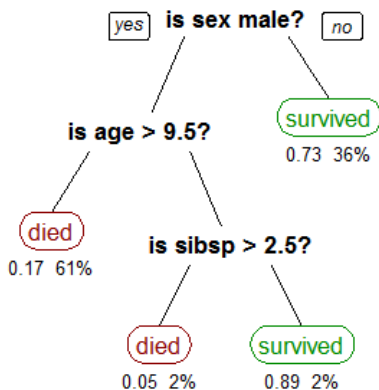 yes is sex male? no
is age > 9.5?
survived
0.73 36%
died
0.17 61%
is sibsp > 2.5?
died survived
0.05 2% 0.89 2%